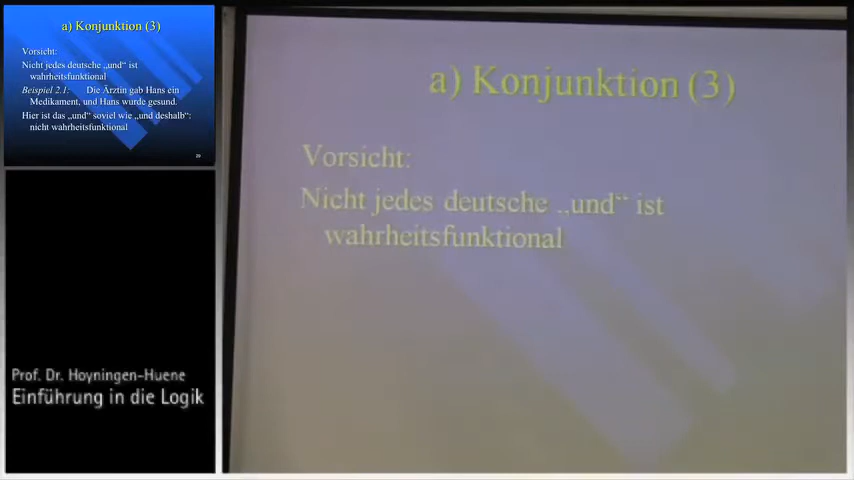 a) Konjunktion (3)
Vorsicht:
Nicht jedes deutsche „und“ ist
wahrheitsfunktional
Beispiel 2.1: Die Ärztin gab Hans ein
Medikament, und Hans wurde gesund.
Hier ist das „und“ soviel wie „und deshalb“:
nicht wahrheitsfunktional
29
Prof. Dr. Hoyningen-Huene
Einführung in die Logik
a) Konjunktion (3)
Vorsicht:
Nicht jedes deutsche „und“ ist
wahrheitsfunktional